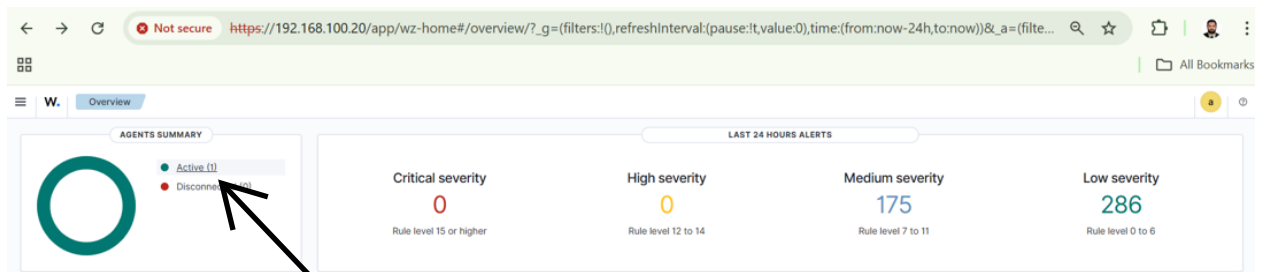 Not secure https://192.168.100.20/app/wz-home#/overview/?_g=(filters:!(),refreshInterval:(pause:!t,value:0),time:(from:now-24h,to:now))&_a=(filte...
All Bookmarks
W. Overview a
AGENTS SUMMARY
Active (1)
LAST 24 HOURS ALERTS
Critical severity High severity Medium severity Low severity
0 0 175 286
Rule level 15 or higher Rule level 12 to 14 Rule level 7 to 11 Rule level 0 to 6